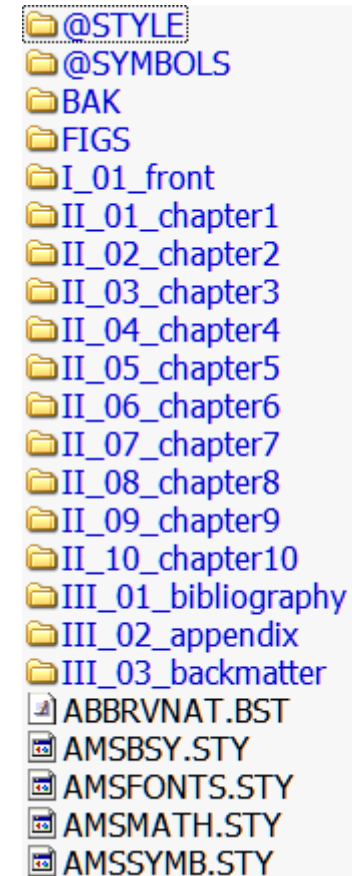 @STYLE
@SYMBOLS
BAK
FIGS
I_01_front
II_01_chapter1
II_02_chapter2
II_03_chapter3
II_04_chapter4
II_05_chapter5
II_06_chapter6
II_07_chapter7
II_08_chapter8
II_09_chapter9
II_10_chapter10
III_01_bibliography
III_02_appendix
III_03_backmatter
ABBRVNAT.BST
AMSBSY.STY
AMSFONTS.STY
AMSMATH.STY
AMSSYMB.STY